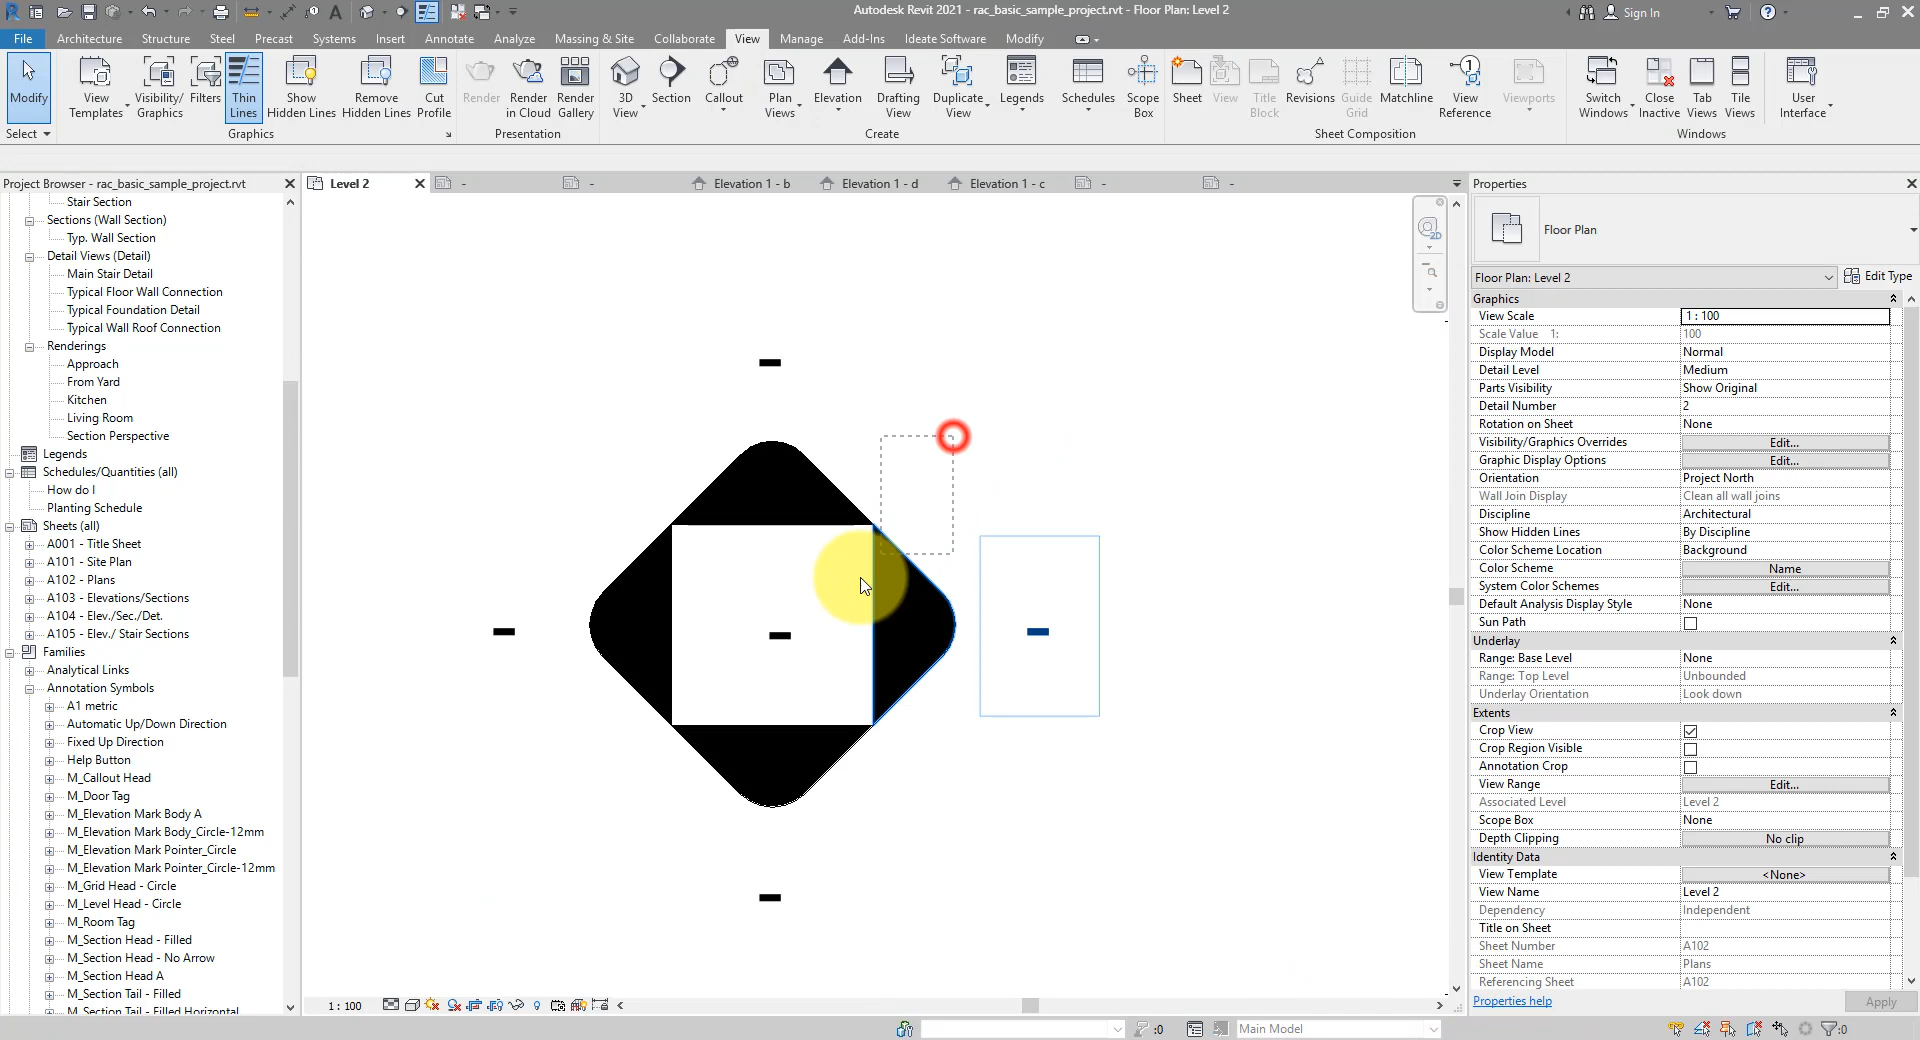 Autodesk Revit 2021 - rac_basic_sample_project.rvt - Floor Plan: Level 2
Sign In
File Architecture Structure Steel Precast Systems Insert Annotate Analyze Massing & Site Collaborate View Manage Add-Ins Ideate Software Modify
Modify
View Templates
Visibility/ Graphics
Filters
Thin Lines
Show Hidden Lines
Remove Hidden Lines
Cut Profile
Render
Render in Cloud
Render Gallery
3D View
Section
Callout
Plan Views
Elevation
Drafting View
Duplicate View
Legends
Schedules
Scope Box
Sheet
View
Title Block
Revisions
Guide Grid
Matchline
View Reference
Viewports
Switch Windows
Close Inactive
Tab Views
Tile Views
User Interface
Select Graphics Presentation Create Sheet Composition Windows
Project Browser - rac_basic_sample_project.rvt
Level 2 - - Elevation 1 - b Elevation 1 - d Elevation 1 - c - -
Stair Section
Sections (Wall Section)
Typ. Wall Section
Detail Views (Detail)
Main Stair Detail
Typical Floor Wall Connection
Typical Foundation Detail
Typical Wall Roof Connection
Renderings
Approach
From Yard
Kitchen
Living Room
Section Perspective
Legends
Schedules/Quantities (all)
How do I
Planting Schedule
Sheets (all)
A001 - Title Sheet
A101 - Site Plan
A102 - Plans
A103 - Elevations/Sections
A104 - Elev./Sec./Det.
A105 - Elev./ Stair Sections
Families
Analytical Links
Annotation Symbols
A1 metric
Automatic Up/Down Direction
Fixed Up Direction
Help Button
M_Callout Head
M_Door Tag
M_Elevation Mark Body A
M_Elevation Mark Body_Circle-12mm
M_Elevation Mark Pointer_Circle
M_Elevation Mark Pointer_Circle-12mm
M_Grid Head - Circle
M_Level Head - Circle
M_Room Tag
M_Section Head - Filled
M_Section Head - No Arrow
M_Section Head A
M_Section Tail - Filled
M_Section Tail - Filled Horizontal
2D
-
- - -
-
1 : 100
Properties
Floor Plan
Floor Plan: Level 2 Edit Type
Graphics
View Scale 1 : 100
Scale Value 1: 100
Display Model Normal
Detail Level Medium
Parts Visibility Show Original
Detail Number 2
Rotation on Sheet None
Visibility/Graphics Overrides Edit...
Graphic Display Options Edit...
Orientation Project North
Wall Join Display Clean all wall joins
Discipline Architectural
Show Hidden Lines By Discipline
Color Scheme Location Background
Color Scheme Name
System Color Schemes Edit...
Default Analysis Display Style None
Sun Path
Underlay
Range: Base Level None
Range: Top Level Unbounded
Underlay Orientation Look down
Extents
Crop View
Crop Region Visible
Annotation Crop
View Range Edit...
Associated Level Level 2
Scope Box None
Depth Clipping No clip
Identity Data
View Template <None>
View Name Level 2
Dependency Independent
Title on Sheet
Sheet Number A102
Sheet Name Plans
Referencing Sheet A102
Properties help Apply
:0 Main Model :0